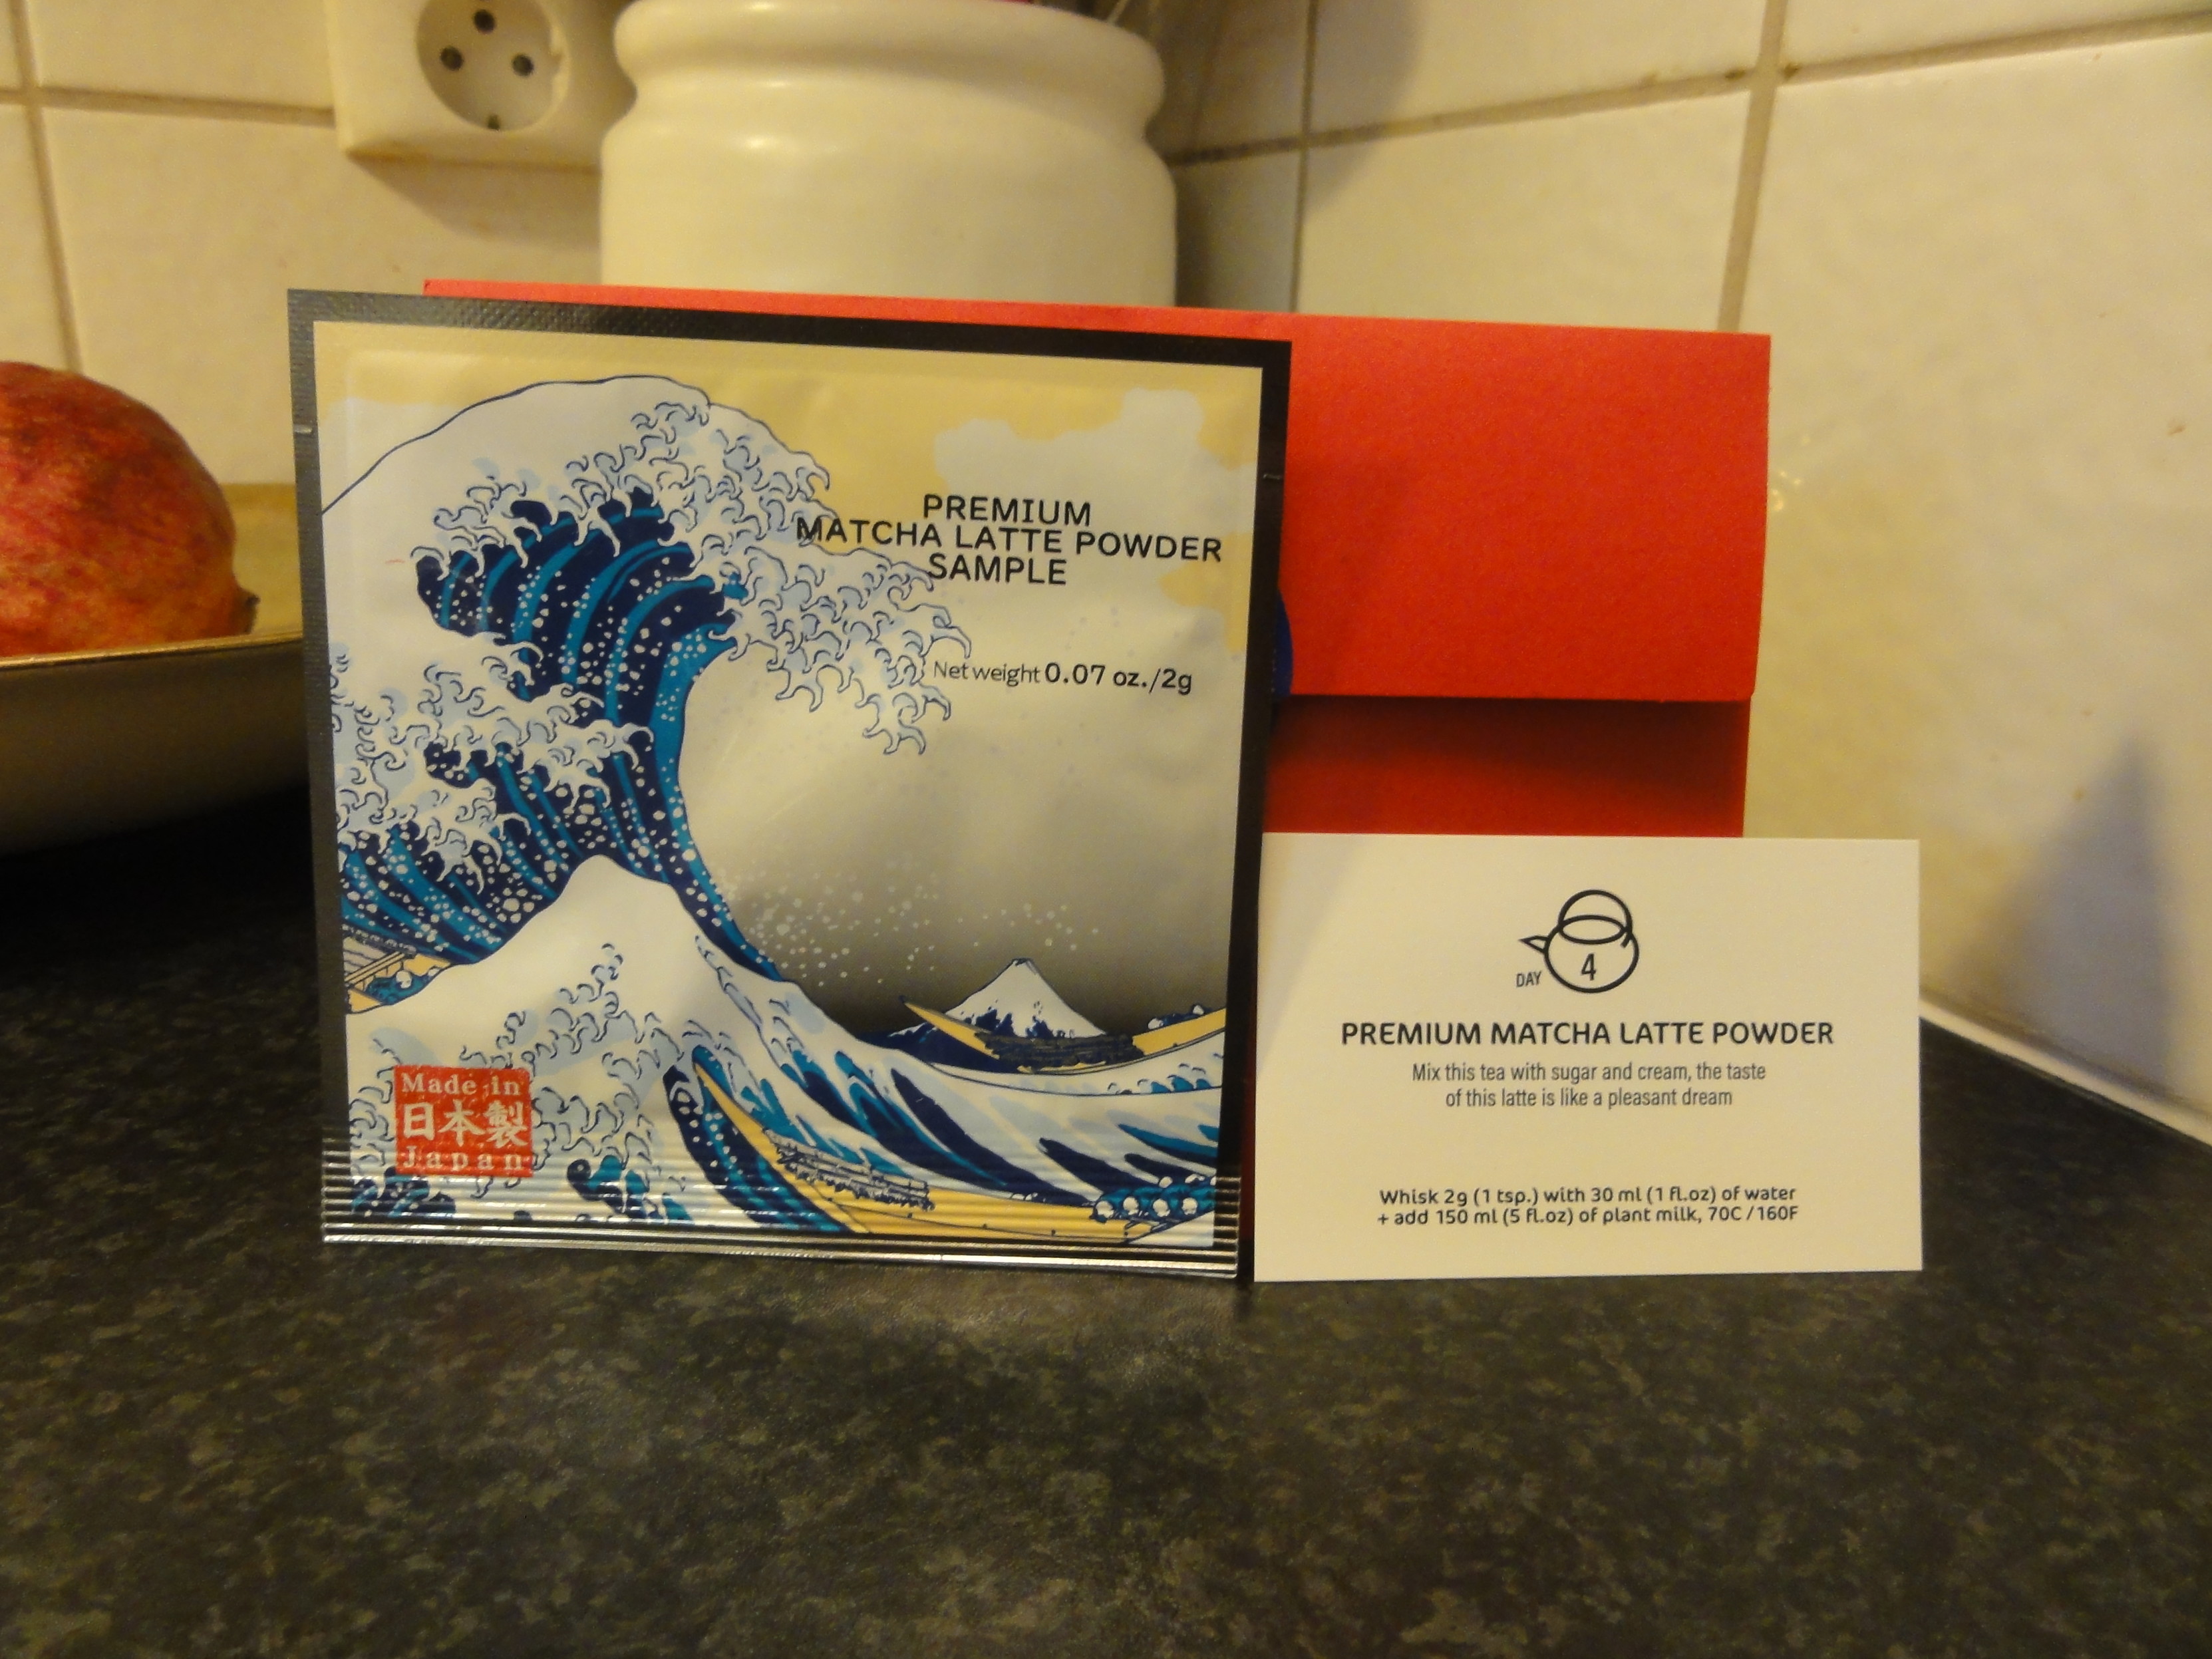 PREMIUM
MATCHA LATTE POWDER
SAMPLE
Net weight 0.07 oz./2g
Made in
日本製
Japan
DAY
4
PREMIUM MATCHA LATTE POWDER
Mix this tea with sugar and cream, the taste
of this latte is like a pleasant dream
Whisk 2g (1 tsp.) with 30 ml (1 fl.oz) of water
+ add 150 ml (5 fl.oz) of plant milk, 70C / 160F